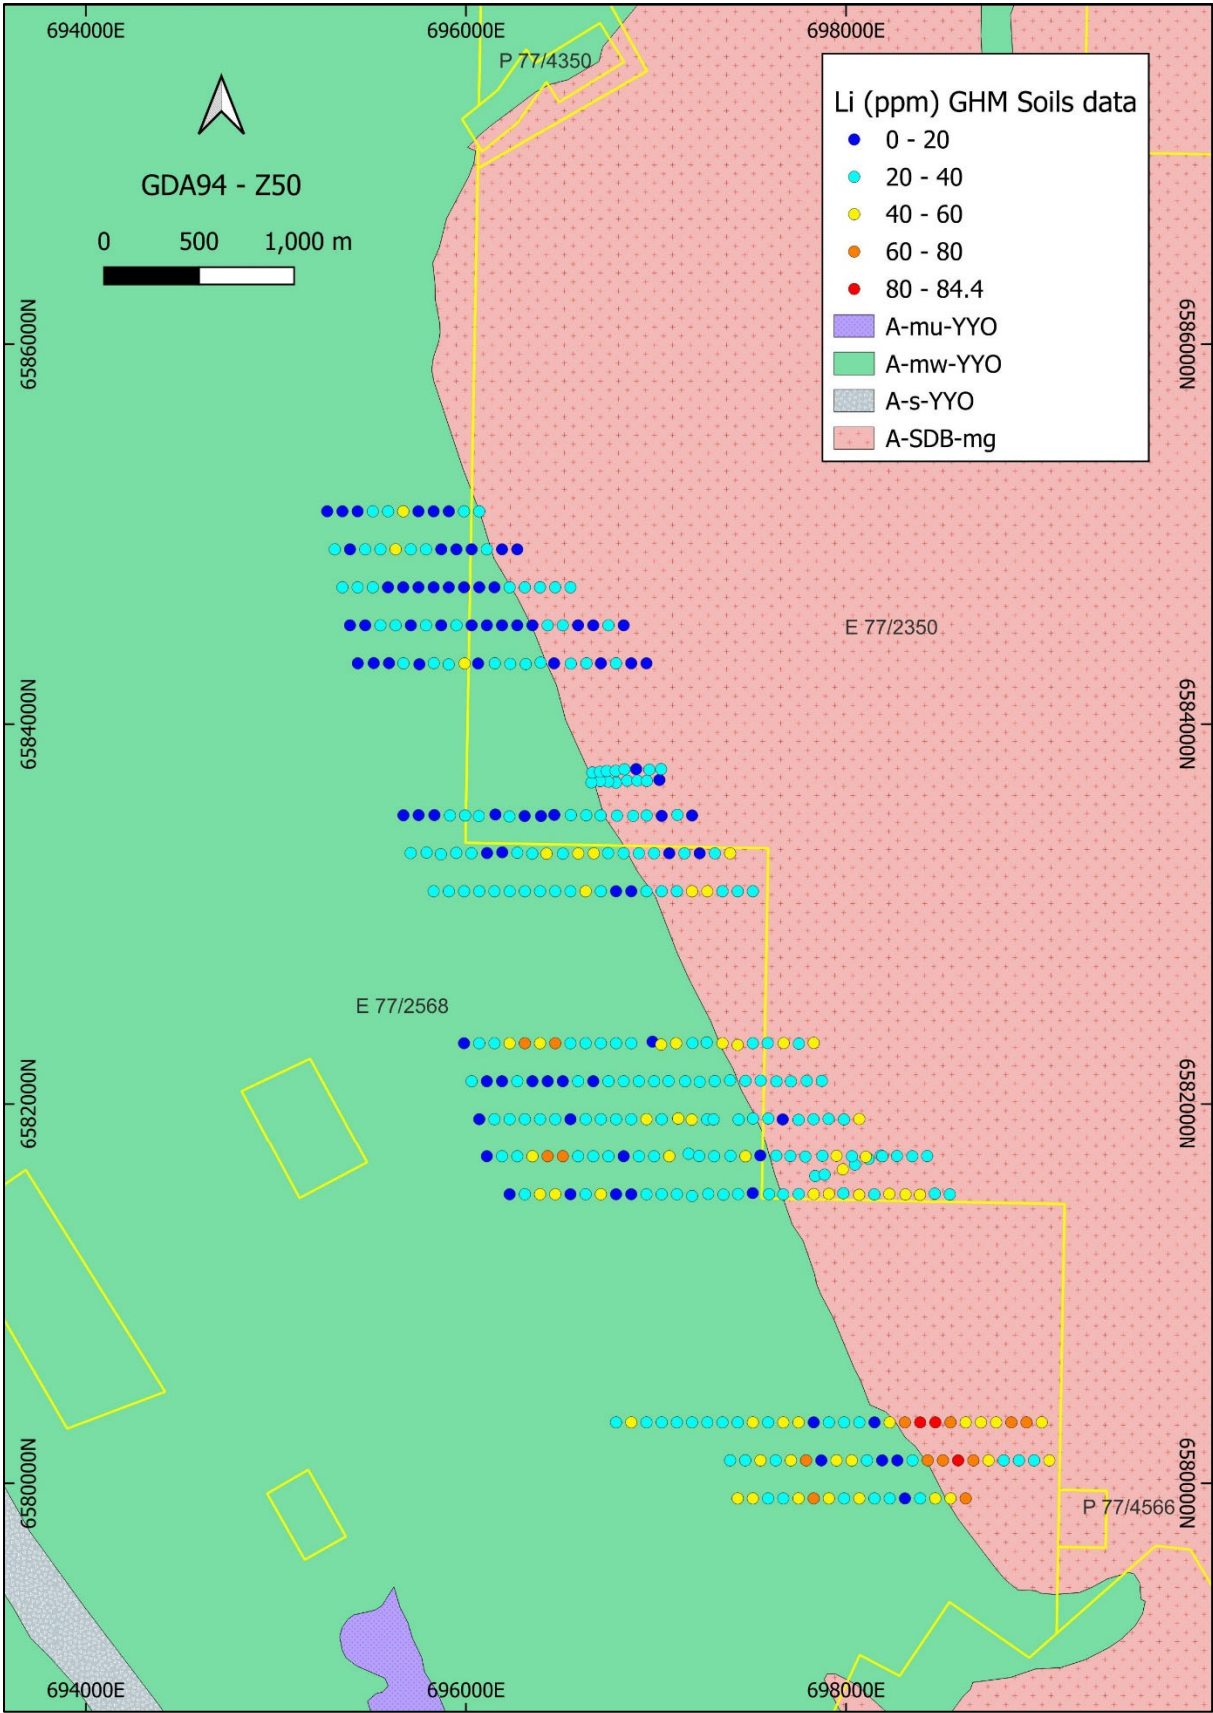 694000E 696000E 698000E
P 77/4350
Li (ppm) GHM Soils data
0 - 20
20 - 40
40 - 60
60 - 80
80 - 84.4
A-mu-YYO
A-mw-YYO
A-s-YYO
A-SDB-mg
GDA94 - Z50
0 500 1,000 m
6586000N 6586000N
E 77/2350
6584000N 6584000N
E 77/2568
6582000N 6582000N
6580000N 6580000N
P 77/4566
694000E 696000E 698000E